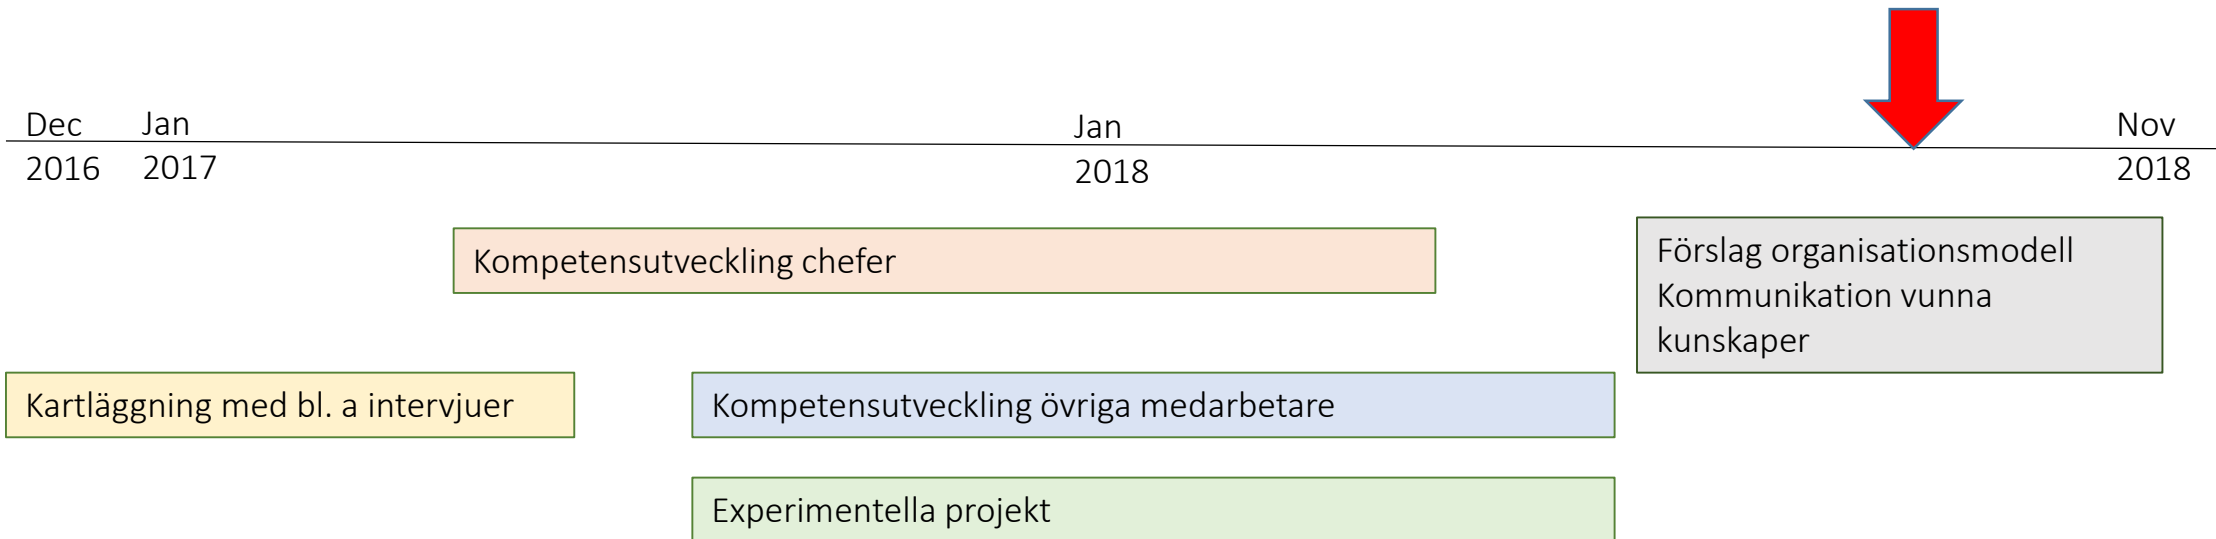 Dec
2016
Jan
2017
Jan
2018
Nov
2018
Kompetensutveckling chefer
Förslag organisationsmodell
Kommunikation vunna
kunskaper
Kartläggning med bl. a intervjuer
Kompetensutveckling övriga medarbetare
Experimentella projekt